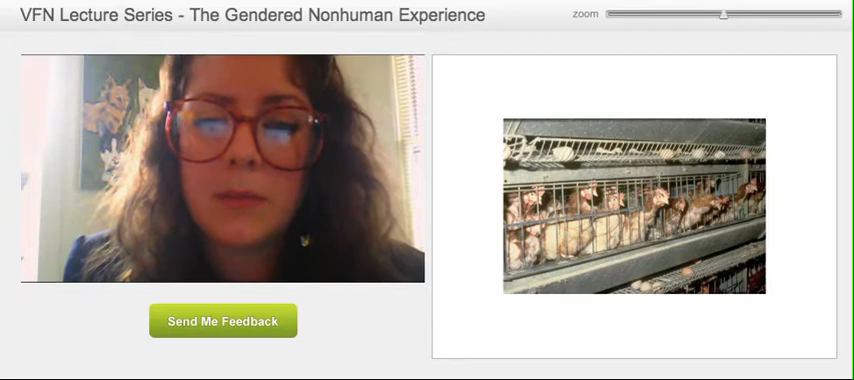 VFN Lecture Series - The Gendered Nonhuman Experience
zoom
Send Me Feedback